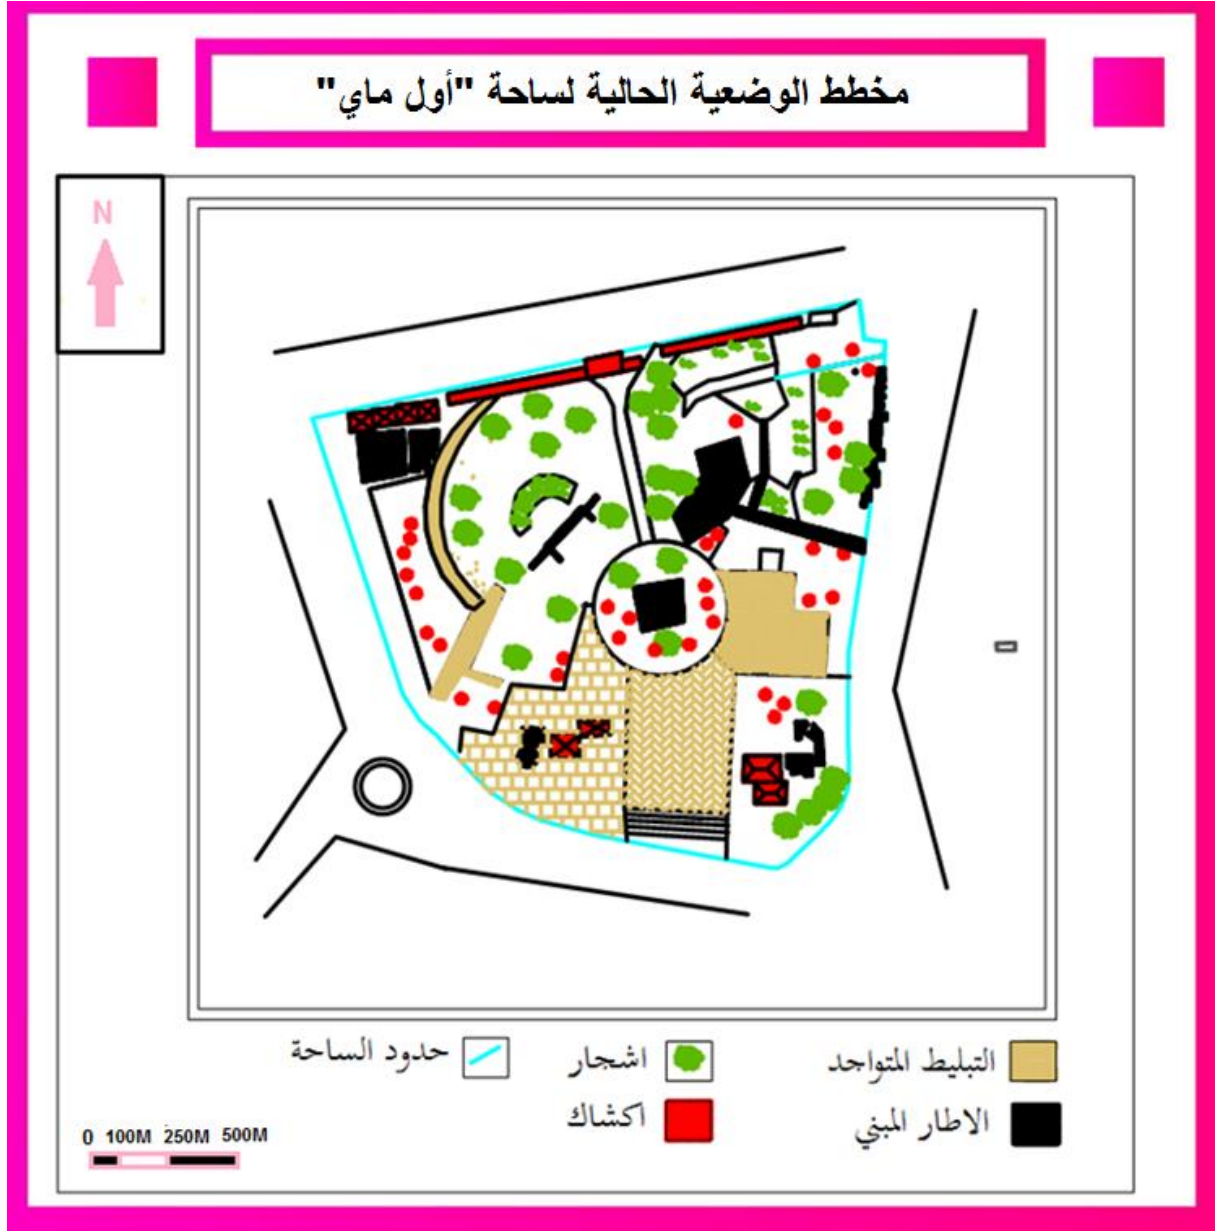 مخطط الوضعية الحالية لساحة "أول ماي"
N
التبليط المتواجد
اشجار
حدود الساحة
الاطار المبني
اكشاك
0 100M 250M 500M